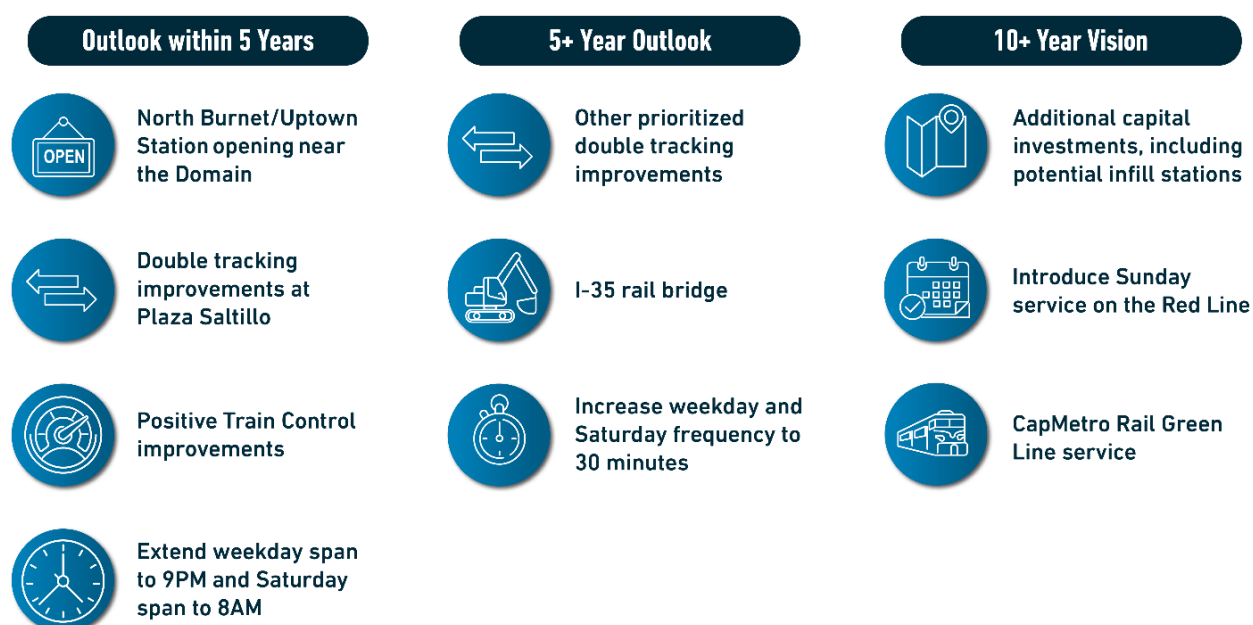 Outlook within 5 Years
OPEN
North Burnet/Uptown
Station opening near
the Domain
Double tracking
improvements at
Plaza Saltillo
Positive Train Control
improvements
Extend weekday span
to 9PM and Saturday
span to 8AM
5+ Year Outlook
Other prioritized
double tracking
improvements
I-35 rail bridge
Increase weekday and
Saturday frequency to
30 minutes
10+ Year Vision
Additional capital
investments, including
potential infill stations
Introduce Sunday
service on the Red Line
CapMetro Rail Green
Line service